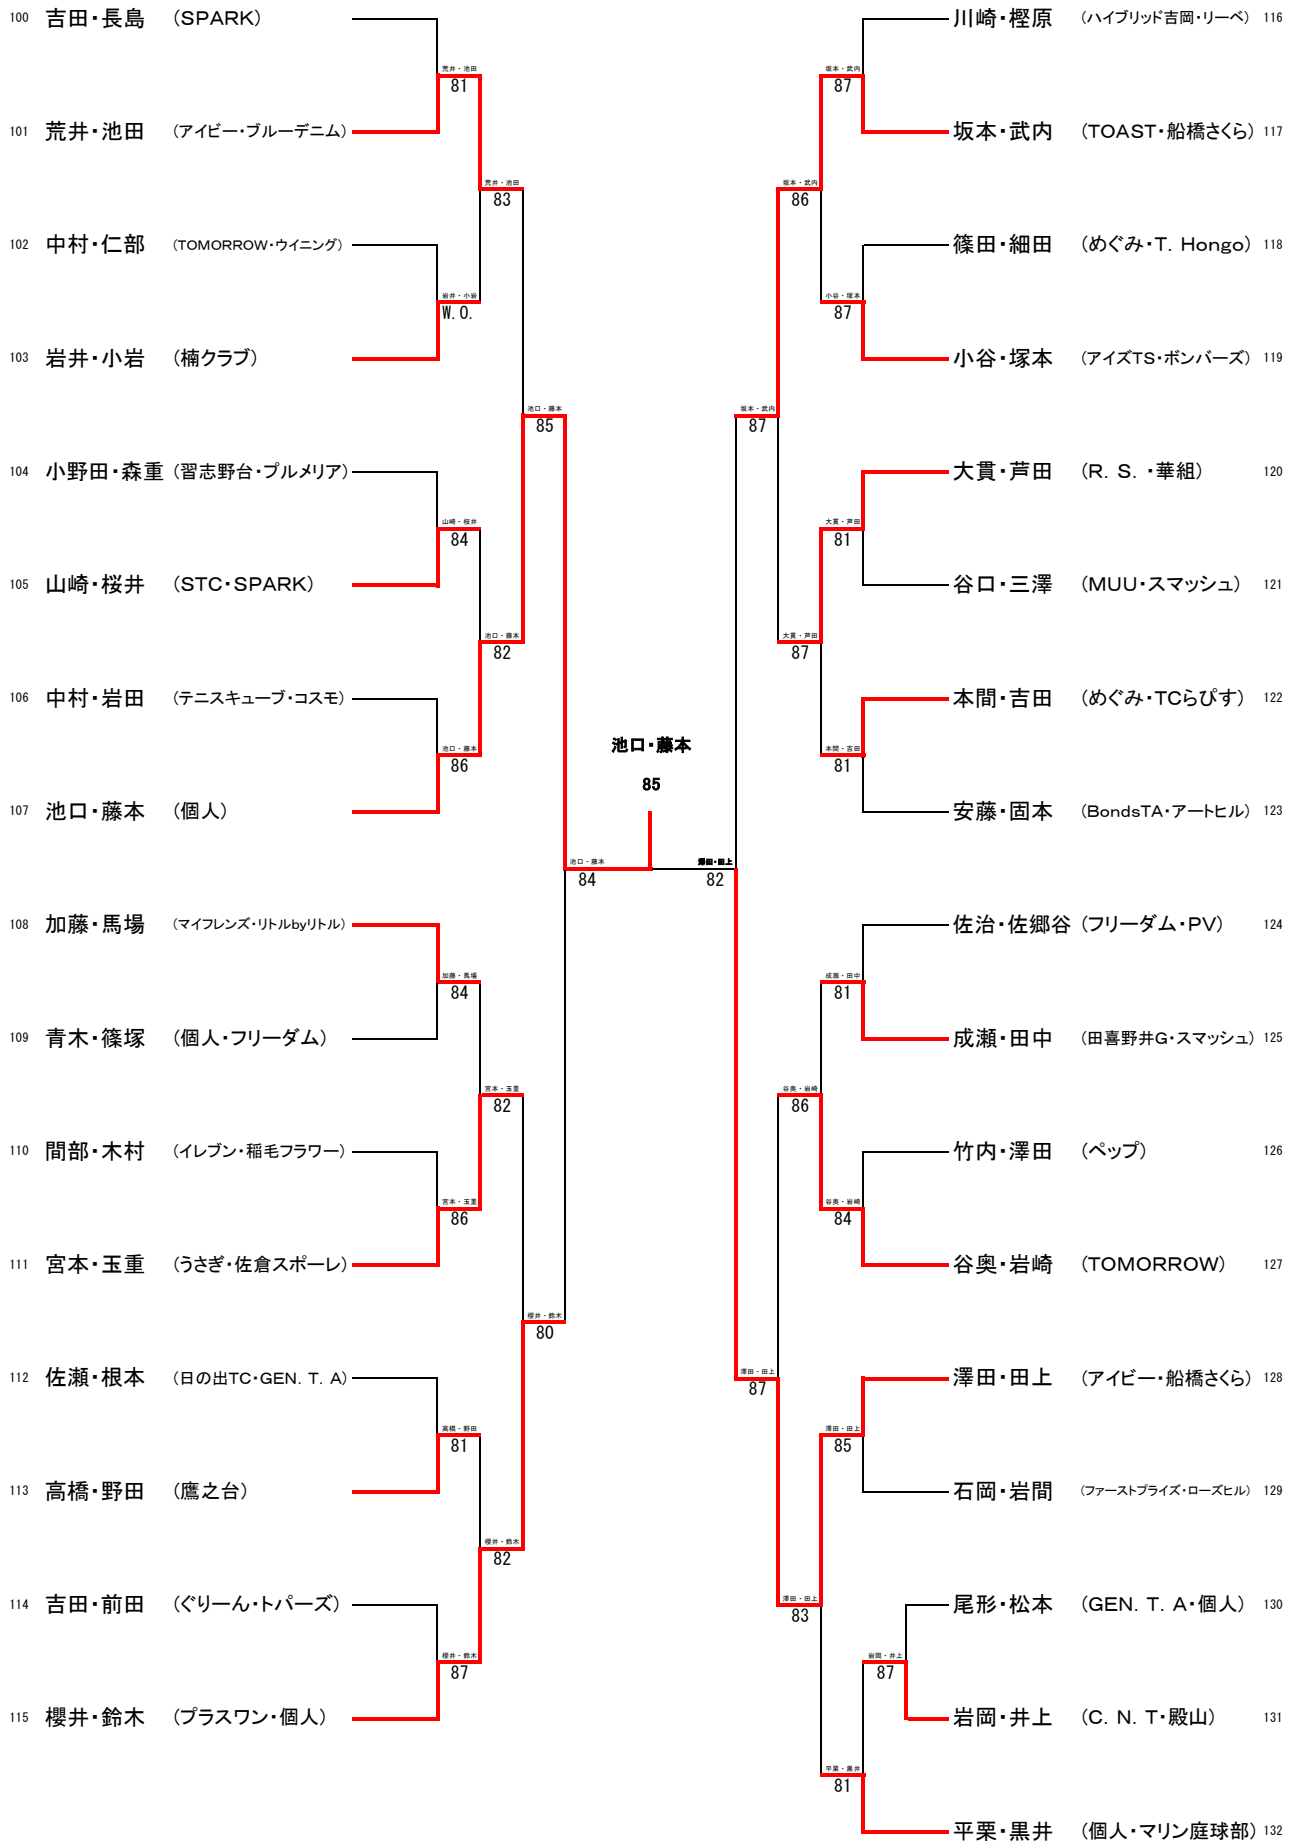 100 吉田・長島 (SPARK)
荒井・池田
81
101 荒井・池田 (アイビー・ブルーデニム)
荒井・池田
83
102 中村・仁部 (TOMORROW・ウイニング)
岩井・小岩
W.O.
103 岩井・小岩 (楠クラブ)
池口・藤本
85
104 小野田・森重 (習志野台・プルメリア)
山崎・桜井
84
105 山崎・桜井 (STC・SPARK)
池口・藤本
82
106 中村・岩田 (テニスキューブ・コスモ)
池口・藤本
86
107 池口・藤本 (個人)
池口・藤本
84
108 加藤・馬場 (マイフレンズ・リトルbyリトル)
加藤・馬場
84
109 青木・篠塚 (個人・フリーダム)
宮本・玉重
82
110 間部・木村 (イレブン・稲毛フラワー)
宮本・玉重
86
111 宮本・玉重 (うさぎ・佐倉スポーレ)
櫻井・鈴木
80
112 佐瀬・根本 (日の出TC・GEN. T. A)
高橋・野田
81
113 高橋・野田 (鷹之台)
櫻井・鈴木
82
114 吉田・前田 (ぐりーん・トパーズ)
櫻井・鈴木
87
115 櫻井・鈴木 (プラスワン・個人)
池口・藤本
85
川崎・樫原 (ハイブリッド吉岡・リーベ) 116
坂本・武内
87
坂本・武内 (TOAST・船橋さくら) 117
坂本・武内
86
篠田・細田 (めぐみ・T. Hongo) 118
小谷・塚本
87
小谷・塚本 (アイズTS・ボンバーズ) 119
坂本・武内
87
大貫・芦田 (R. S. ・華組) 120
大貫・芦田
81
谷口・三澤 (MUU・スマッシュ) 121
大貫・芦田
87
本間・吉田 (めぐみ・TCらぴす) 122
本間・吉田
81
安藤・固本 (BondsTA・アートヒル) 123
澤田・田上
82
佐治・佐郷谷 (フリーダム・PV) 124
成瀬・田中
81
成瀬・田中 (田喜野井G・スマッシュ) 125
谷奥・岩崎
86
竹内・澤田 (ペップ) 126
谷奥・岩崎
84
谷奥・岩崎 (TOMORROW) 127
澤田・田上
87
澤田・田上 (アイビー・船橋さくら) 128
澤田・田上
85
石岡・岩間 (ファーストプライズ・ローズヒル) 129
澤田・田上
83
尾形・松本 (GEN. T. A・個人) 130
岩岡・井上
87
岩岡・井上 (C. N. T・殿山) 131
平栗・黒井
81
平栗・黒井 (個人・マリン庭球部) 132